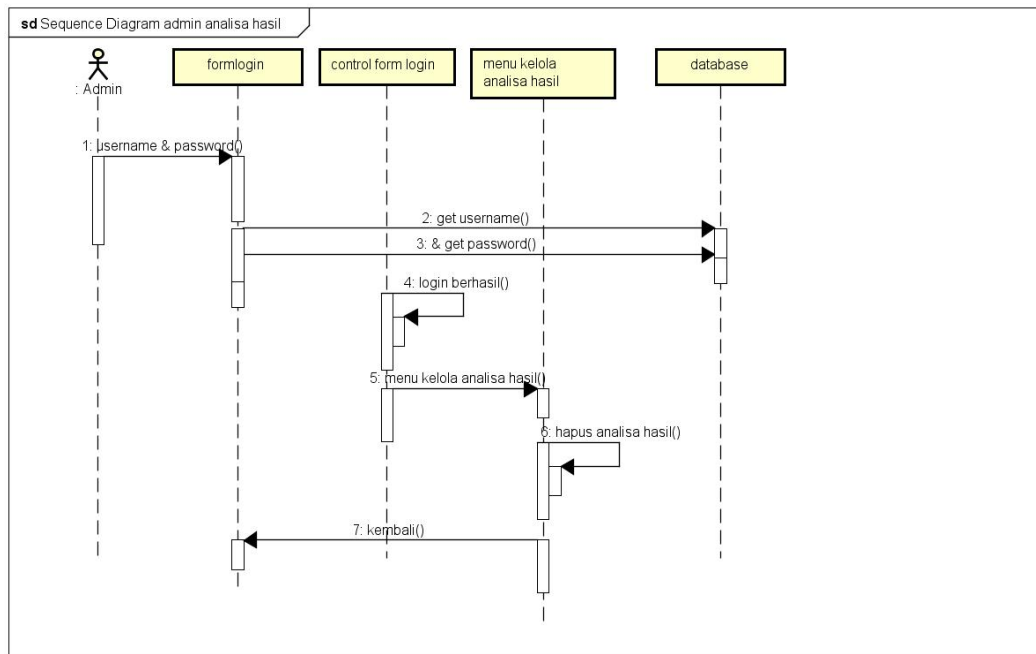 sd Sequence Diagram admin analisa hasil
: Admin
formlogin
control form login
menu kelola
analisa hasil
database
1: username & password()
2: get username()
3: & get password()
4: login berhasil()
5: menu kelola analisa hasil()
6: hapus analisa hasil()
7: kembali()